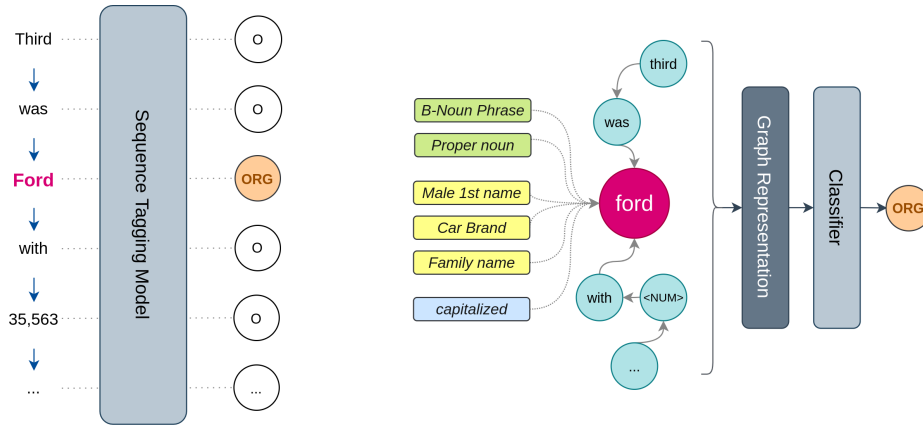 Third
O
was
O
Ford
ORG
with
O
35,563
O
...
...
Sequence Tagging Model
B-Noun Phrase
Proper noun
Male 1st name
Car Brand
Family name
capitalized
third
was
ford
with
<NUM>
...
Graph Representation
Classifier
ORG